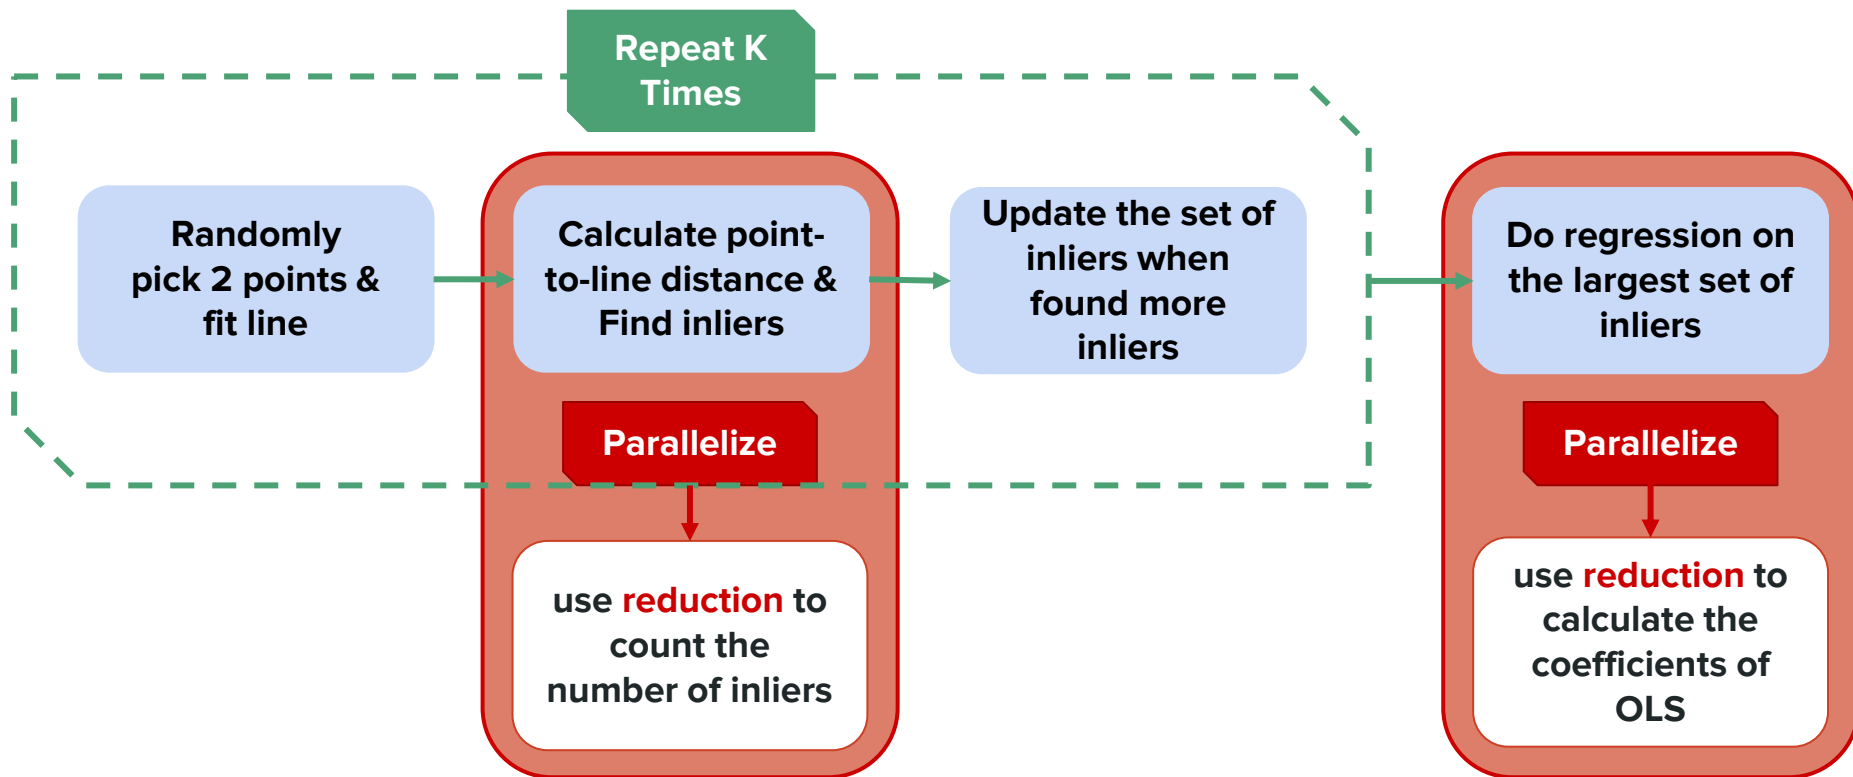 Repeat K
Times
Randomly
pick 2 points &
fit line
Calculate point-
to-line distance &
Find inliers
Update the set of
inliers when
found more
inliers
Do regression on
the largest set of
inliers
Parallelize
Parallelize
use reduction to
count the
number of inliers
use reduction to
calculate the
coefficients of
OLS